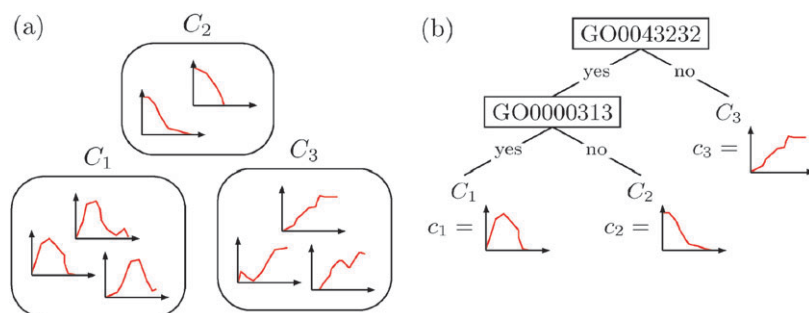 (a)
C₂
C₁
C₃
(b)
GO0043232
yes no
GO0000313
C₃
c₃ =
yes no
C₁
C₂
c₁ =
c₂ =